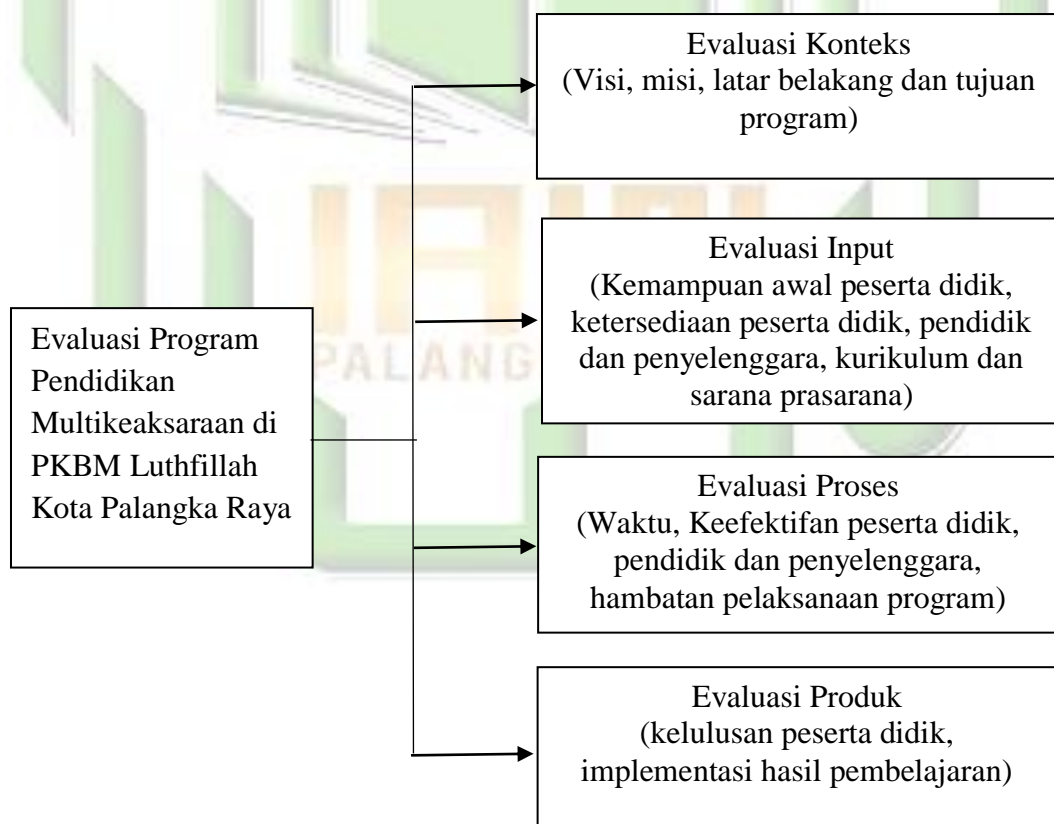 Evaluasi Konteks
(Visi, misi, latar belakang dan tujuan
program)
Evaluasi Input
(Kemampuan awal peserta didik,
ketersediaan peserta didik, pendidik
dan penyelenggara, kurikulum dan
sarana prasarana)
Evaluasi Program
Pendidikan
Multikeaksaraan di
PKBM Luthfillah
Kota Palangka Raya
PALANG
Evaluasi Proses
(Waktu, Keefektifan peserta didik,
pendidik dan penyelenggara,
hambatan pelaksanaan program)
Evaluasi Produk
(kelulusan peserta didik,
implementasi hasil pembelajaran)